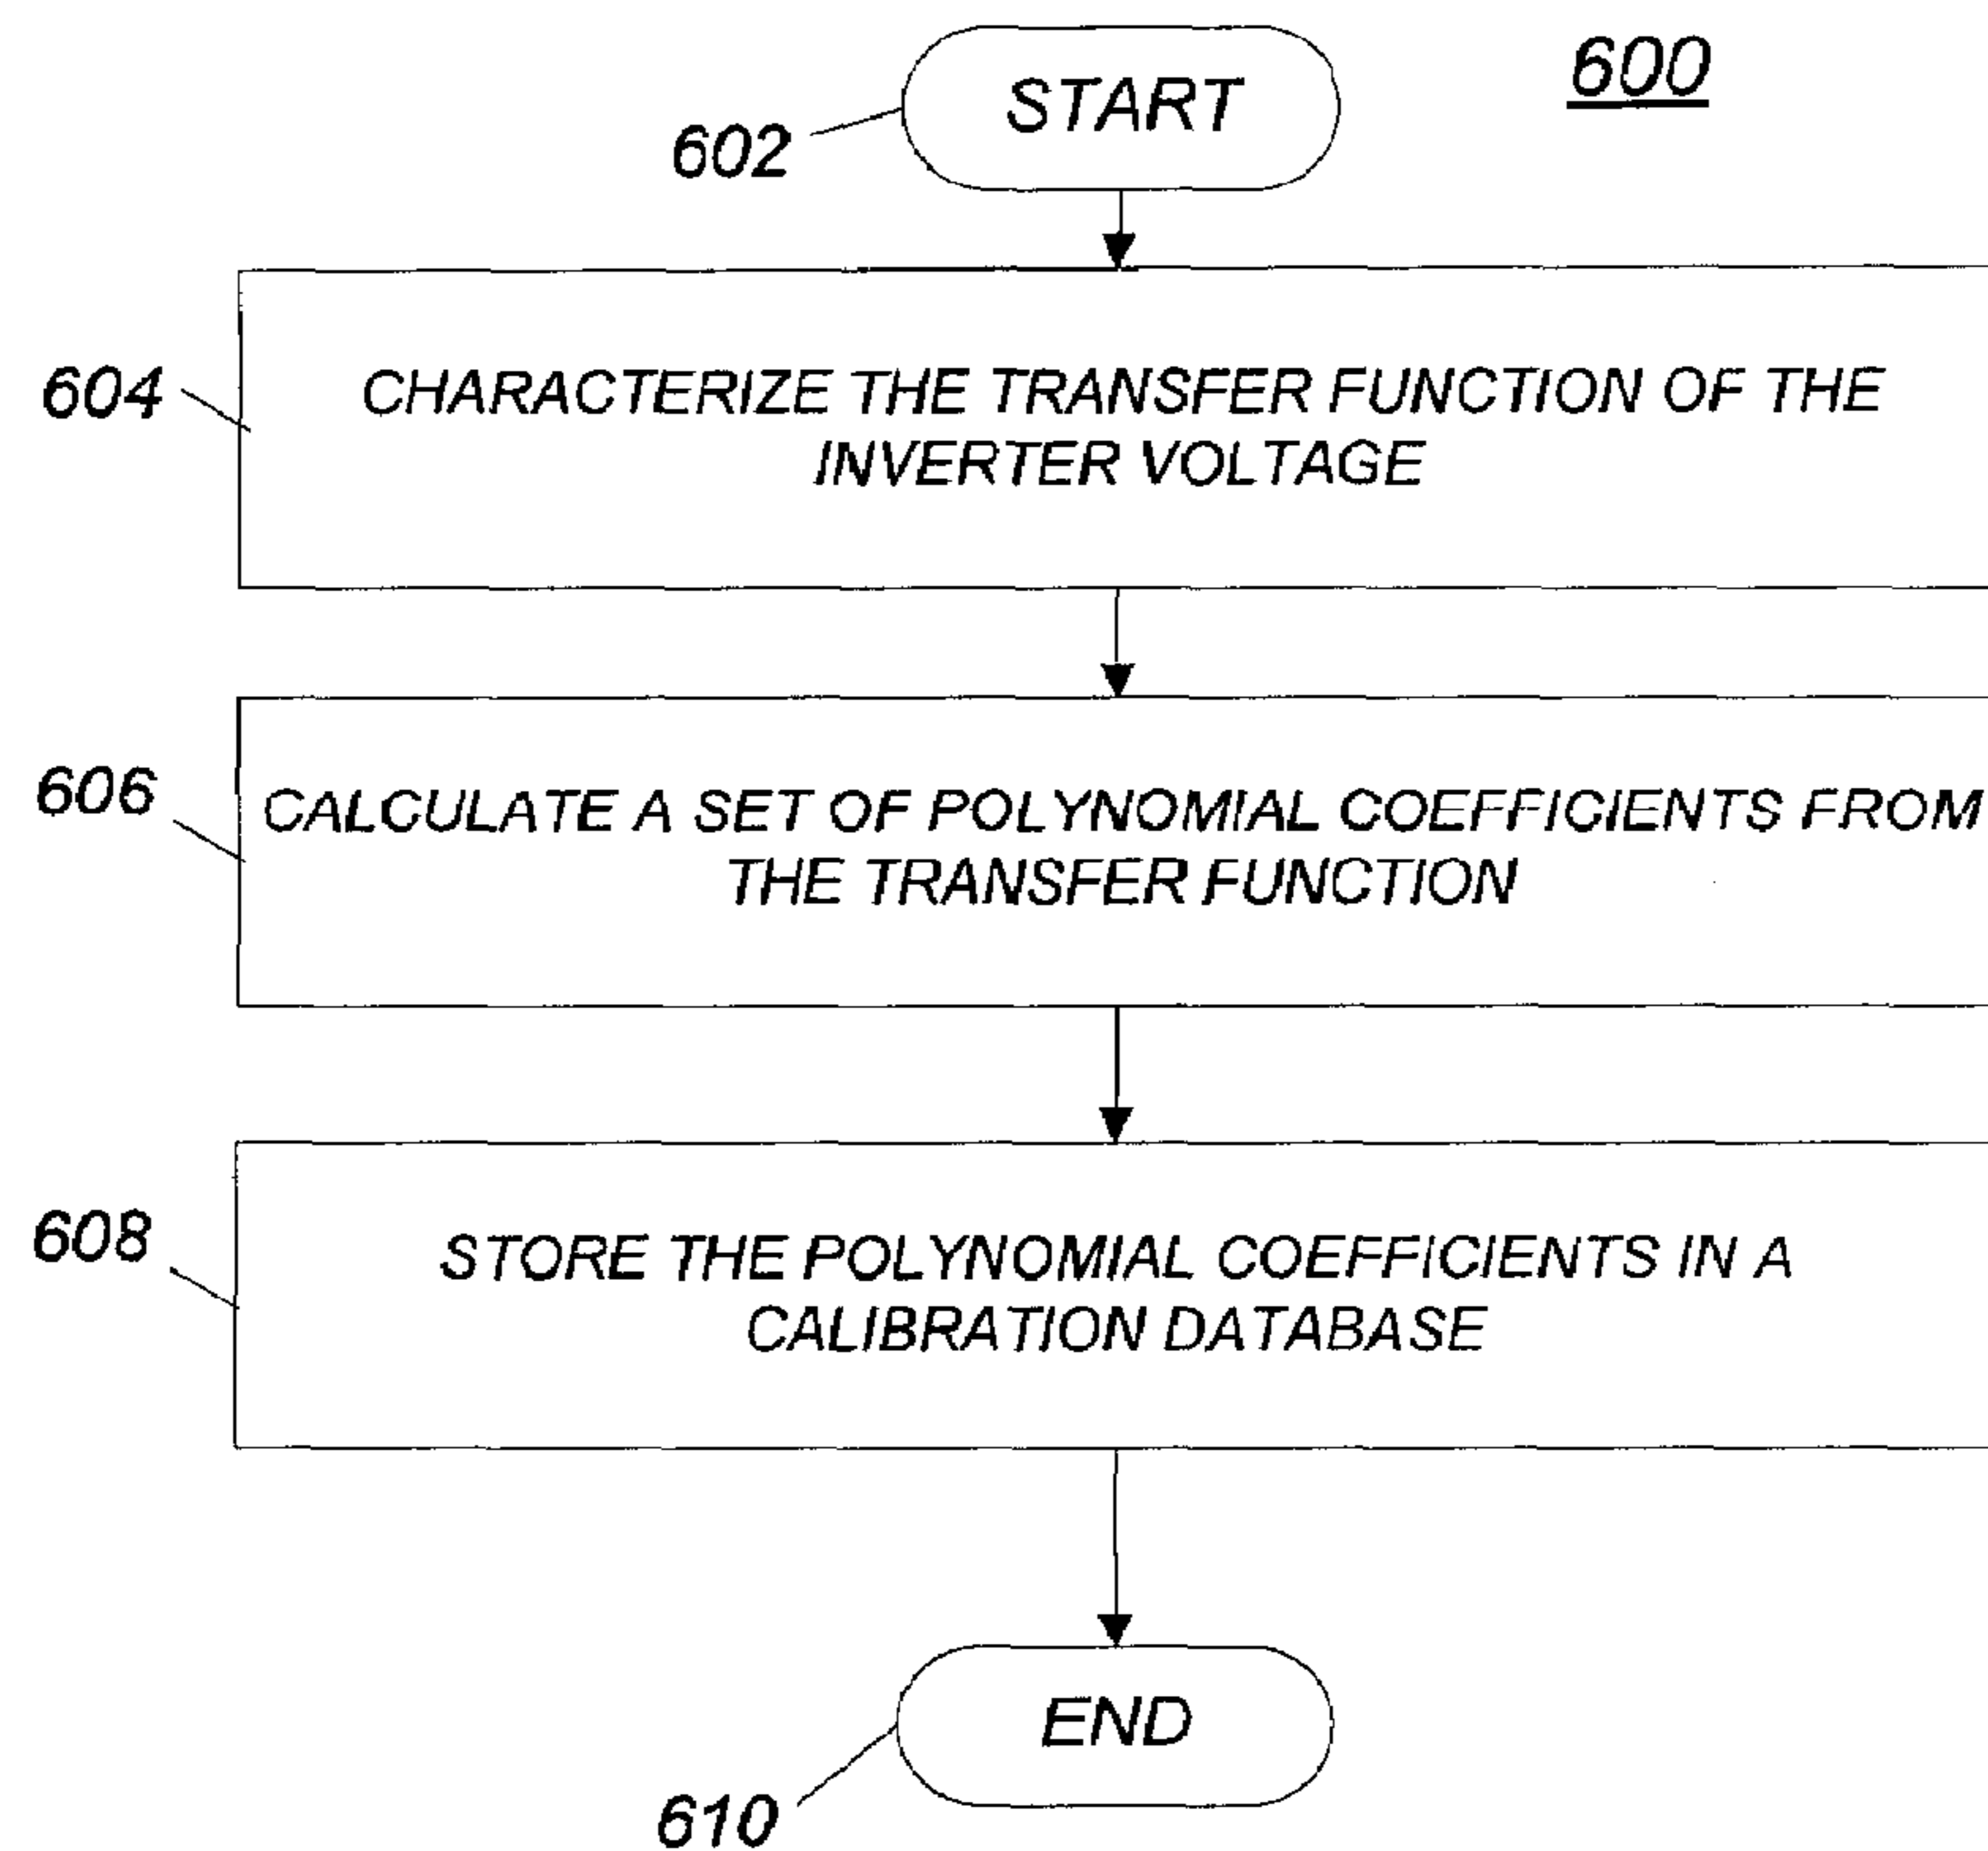 START
600
602
CHARACTERIZE THE TRANSFER FUNCTION OF THE
INVERTER VOLTAGE
604
CALCULATE A SET OF POLYNOMIAL COEFFICIENTS FROM
THE TRANSFER FUNCTION
606
STORE THE POLYNOMIAL COEFFICIENTS IN A
CALIBRATION DATABASE
608
END
610